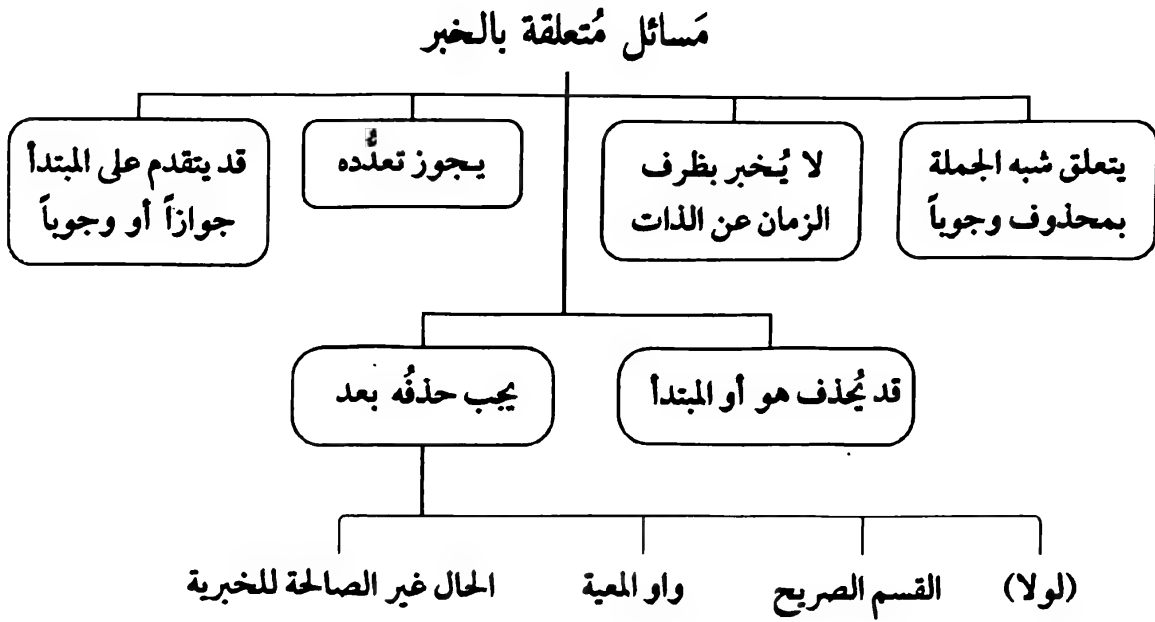 مَسائل مُتعلقة بالخبر
يتعلق شبه الجملة
بمحذوف وجوباً
لا يُخبر بظرف
الزمان عن الذات
يجوز تعدُّده
قد يتقدم على المبتدأ
جوازاً أو وجوباً
قد يُحذف هو أو المبتدأ
يجب حذفُه بعد
(لولا)
القسم الصريح
واو المعية
الحال غير الصالحة للخبرية